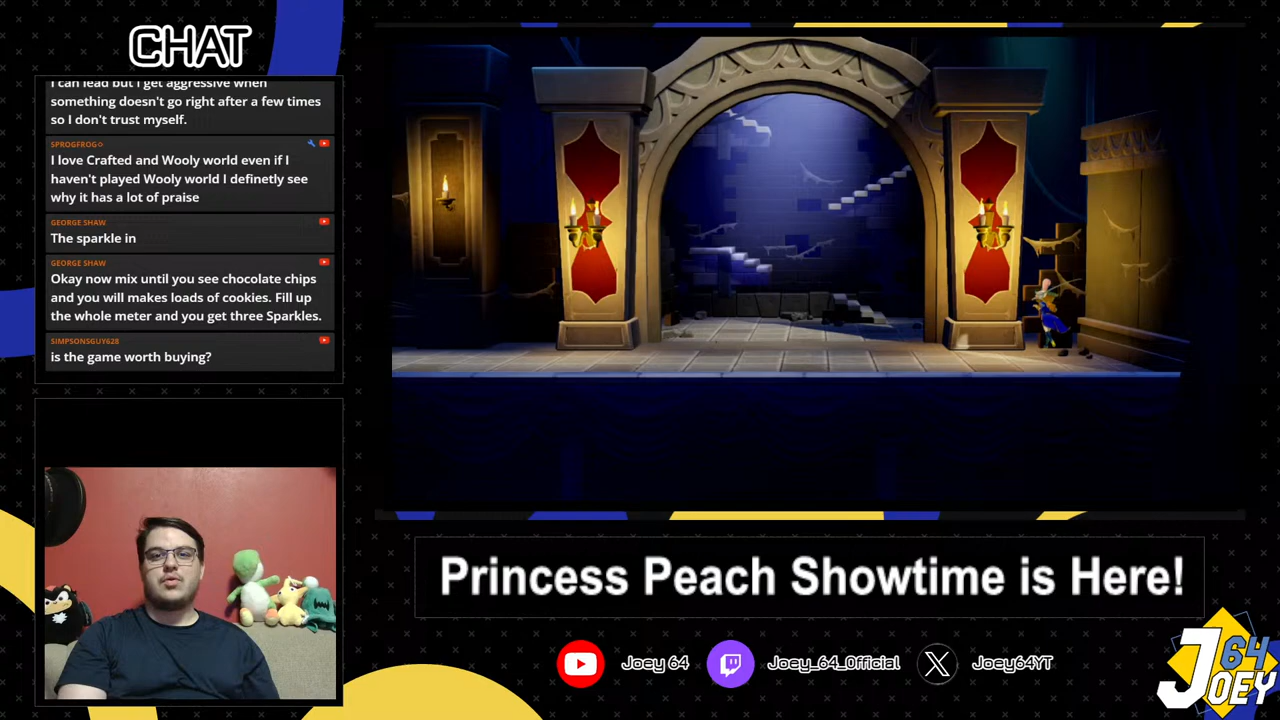 CHAT
I can lead but I get aggressive when
something doesn't go right after a few times
so I don't trust myself.
SPROGFROG
I love Crafted and Wooly world even if I
haven't played Wooly world I definetly see
why it has a lot of praise
GEORGE SHAW
The sparkle in
GEORGE SHAW
Okay now mix until you see chocolate chips
and you will makes loads of cookies. Fill up
the whole meter and you get three Sparkles.
SIMPSONSGUY628
is the game worth buying?
Princess Peach Showtime is Here!
Joey 64
Joey_64_Official
Joey64YT
JOEY 64